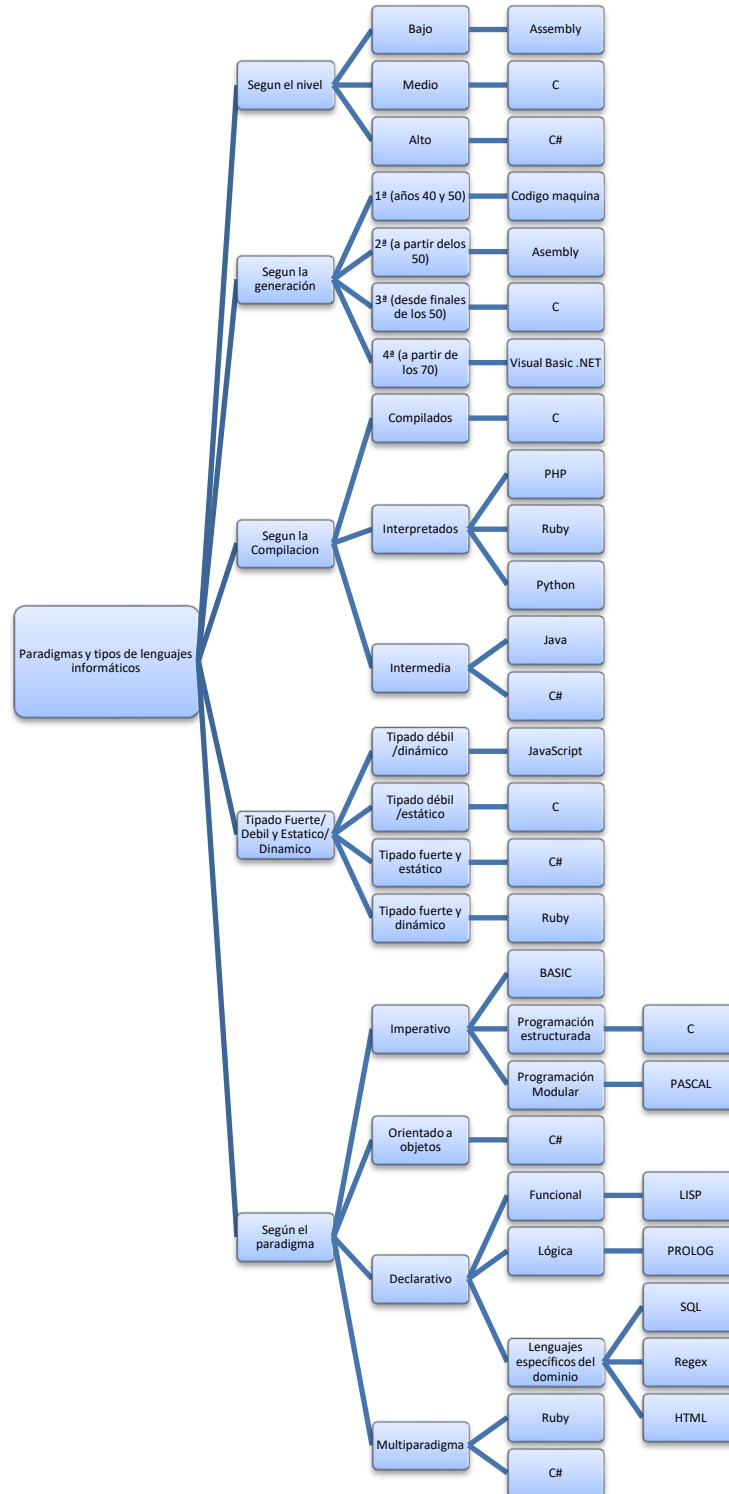 Paradigmas y tipos de lenguajes
informáticos
Segun el nivel
Bajo
Assembly
Medio
C
Alto
C#
Segun la
generación
1ª (años 40 y 50)
Codigo maquina
2ª (a partir delos
50)
Asembly
3ª (desde finales
de los 50)
C
4ª (a partir de
los 70)
Visual Basic .NET
Segun la
Compilacion
Compilados
C
Interpretados
PHP
Ruby
Python
Intermedia
Java
C#
Tipado Fuerte/
Debil y Estatico/
Dinamico
Tipado débil
/dinámico
JavaScript
Tipado débil
/estático
C
Tipado fuerte y
estático
C#
Tipado fuerte y
dinámico
Ruby
Según el
paradigma
Imperativo
BASIC
Programación
estructurada
C
Programación
Modular
PASCAL
Orientado a
objetos
C#
Declarativo
Funcional
LISP
Lógica
PROLOG
Lenguajes
específicos del
dominio
SQL
Regex
HTML
Multiparadigma
Ruby
C#